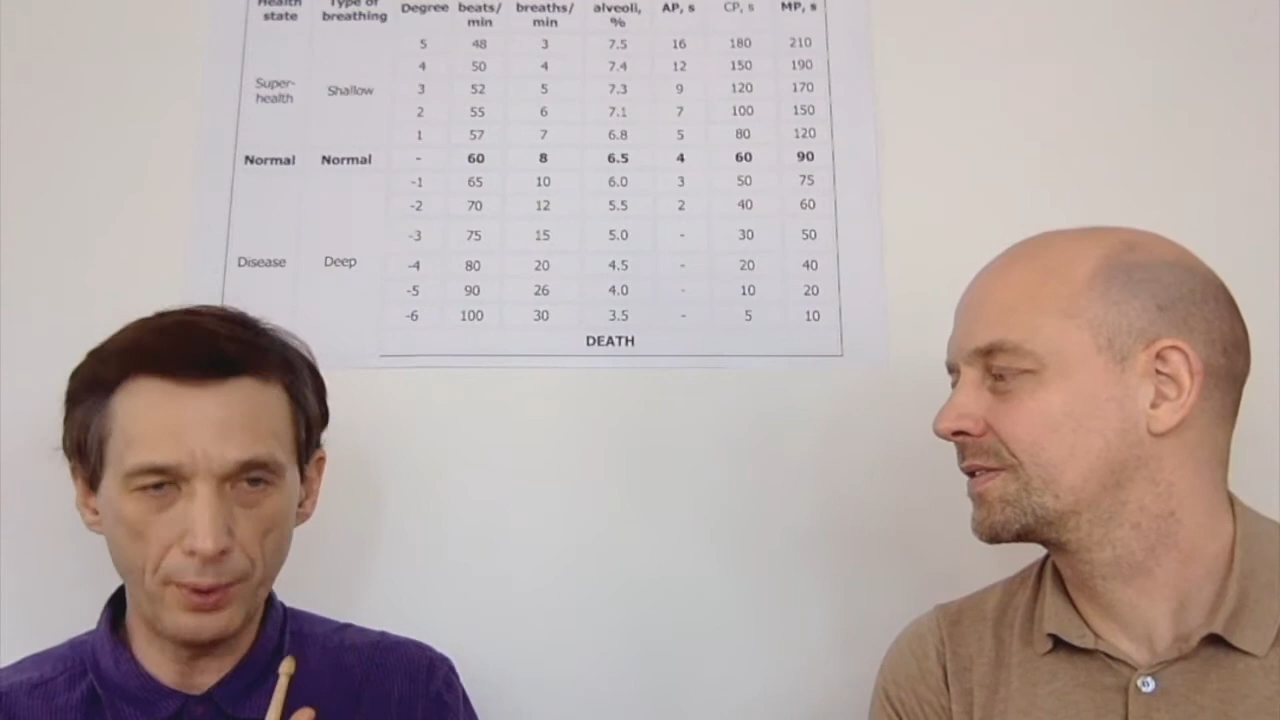 Health Type of Degree beats/ breaths/ alveoli, AP, s CP, s MP, s
state breathing min min %
5 48 3 7.5 16 180 210
4 50 4 7.4 12 150 190
Super- Shallow 3 52 5 7.3 9 120 170
health
2 55 6 7.1 7 100 150
1 57 7 6.8 5 80 120
Normal Normal - 60 8 6.5 4 60 90
-1 65 10 6.0 3 50 75
-2 70 12 5.5 2 40 60
-3 75 15 5.0 - 30 50
Disease Deep -4 80 20 4.5 - 20 40
-5 90 26 4.0 - 10 20
-6 100 30 3.5 - 5 10
DEATH